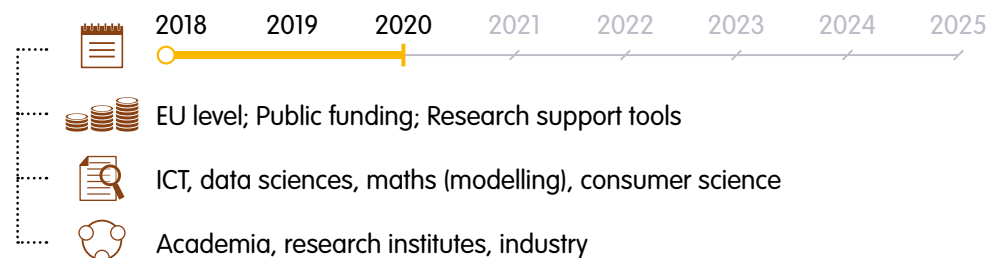 2018 2019 2020 2021 2022 2023 2024 2025
EU level; Public funding; Research support tools
ICT, data sciences, maths (modelling), consumer science
Academia, research institutes, industry